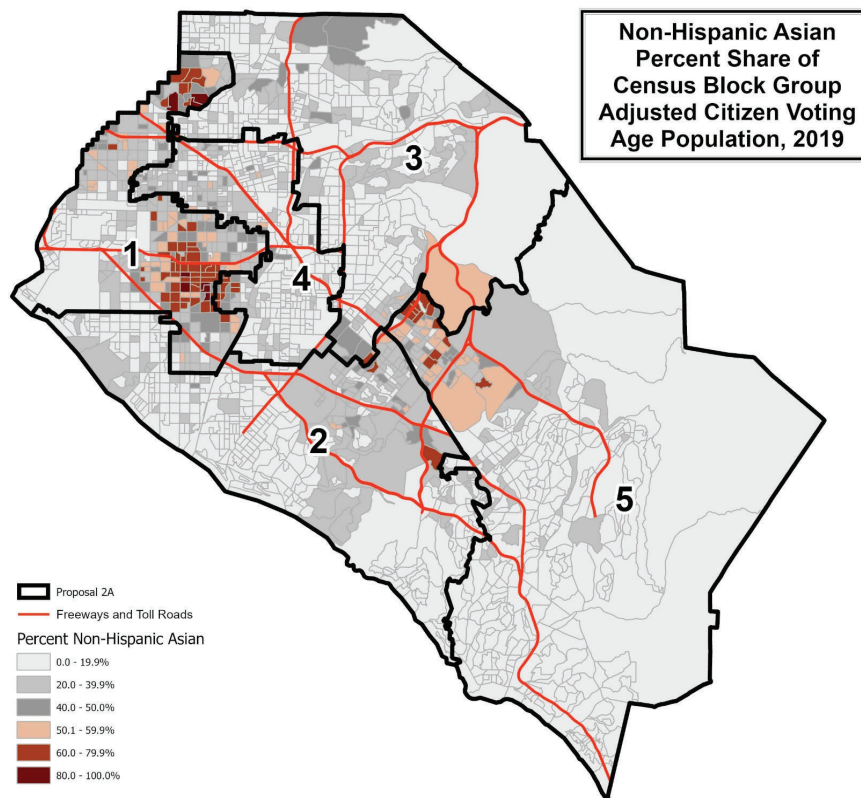 Non-Hispanic Asian
Percent Share of
Census Block Group
Adjusted Citizen Voting
Age Population, 2019
3
1
4
2
5
Proposal 2A
Freeways and Toll Roads
Percent Non-Hispanic Asian
0.0 - 19.9%
20.0 - 39.9%
40.0 - 50.0%
50.1 - 59.9%
60.0 - 79.9%
80.0 - 100.0%